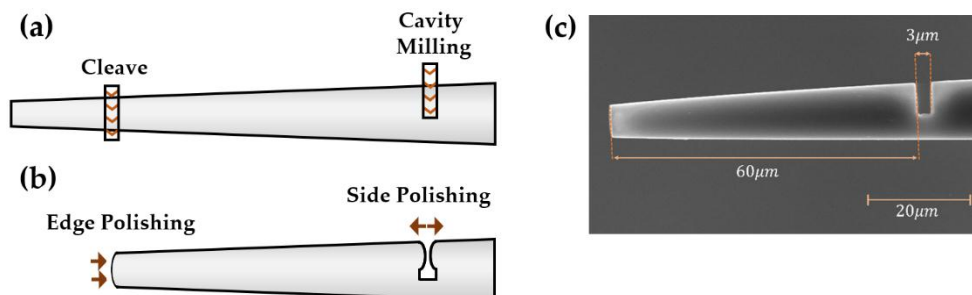 (a)
Cleave
Cavity
Milling
(b)
Edge Polishing
Side Polishing
(c)
3μm
60μm
20μm